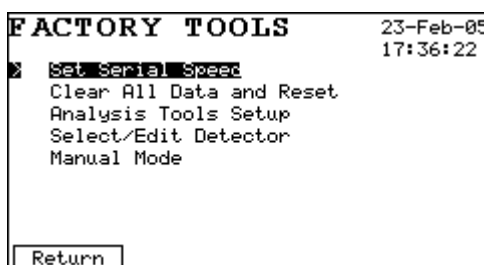 FACTORY TOOLS
23-Feb-05
17:36:22
> Set Serial Speed
Clear All Data and Reset
Analysis Tools Setup
Select/Edit Detector
Manual Mode
Return